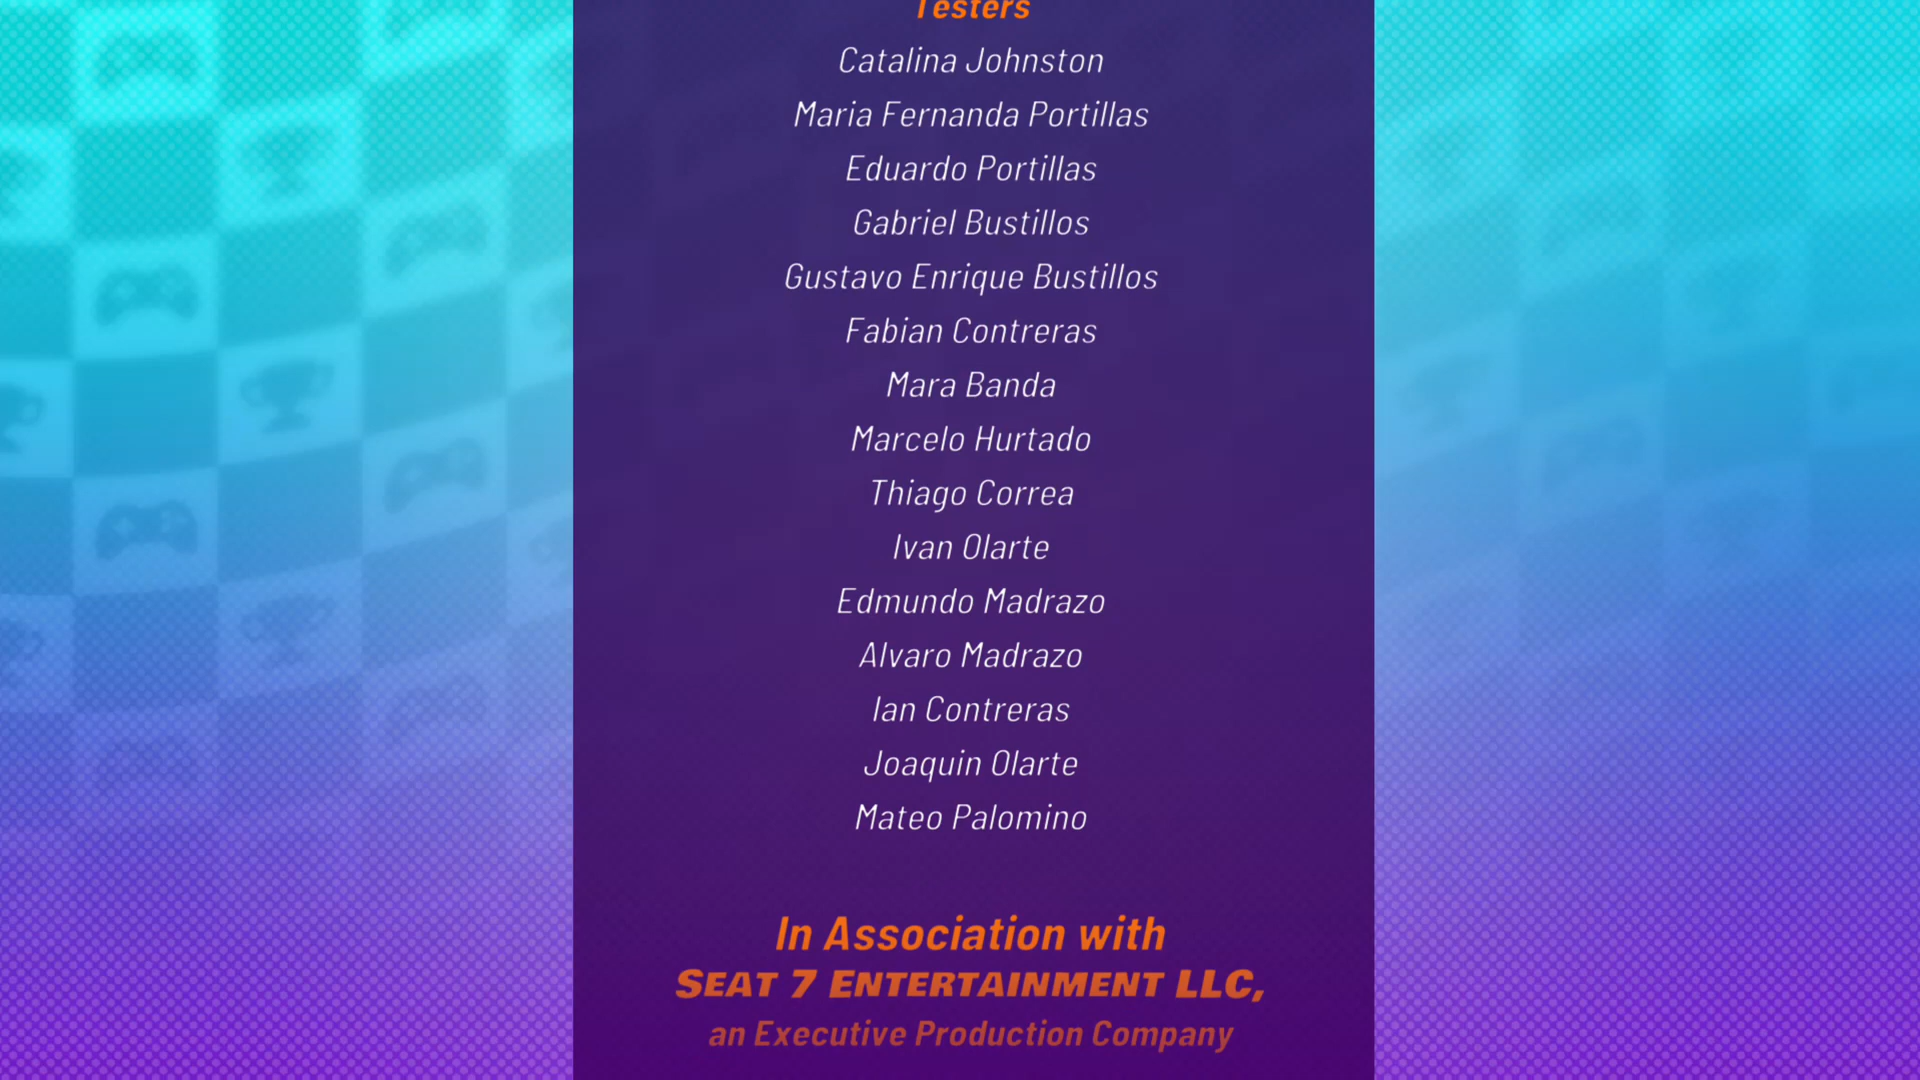 Testers
Catalina Johnston
Maria Fernanda Portillas
Eduardo Portillas
Gabriel Bustillos
Gustavo Enrique Bustillos
Fabian Contreras
Mara Banda
Marcelo Hurtado
Thiago Correa
Ivan Olarte
Edmundo Madrazo
Alvaro Madrazo
Ian Contreras
Joaquin Olarte
Mateo Palomino
In Association with
SEAT 7 ENTERTAINMENT LLC,
an Executive Production Company